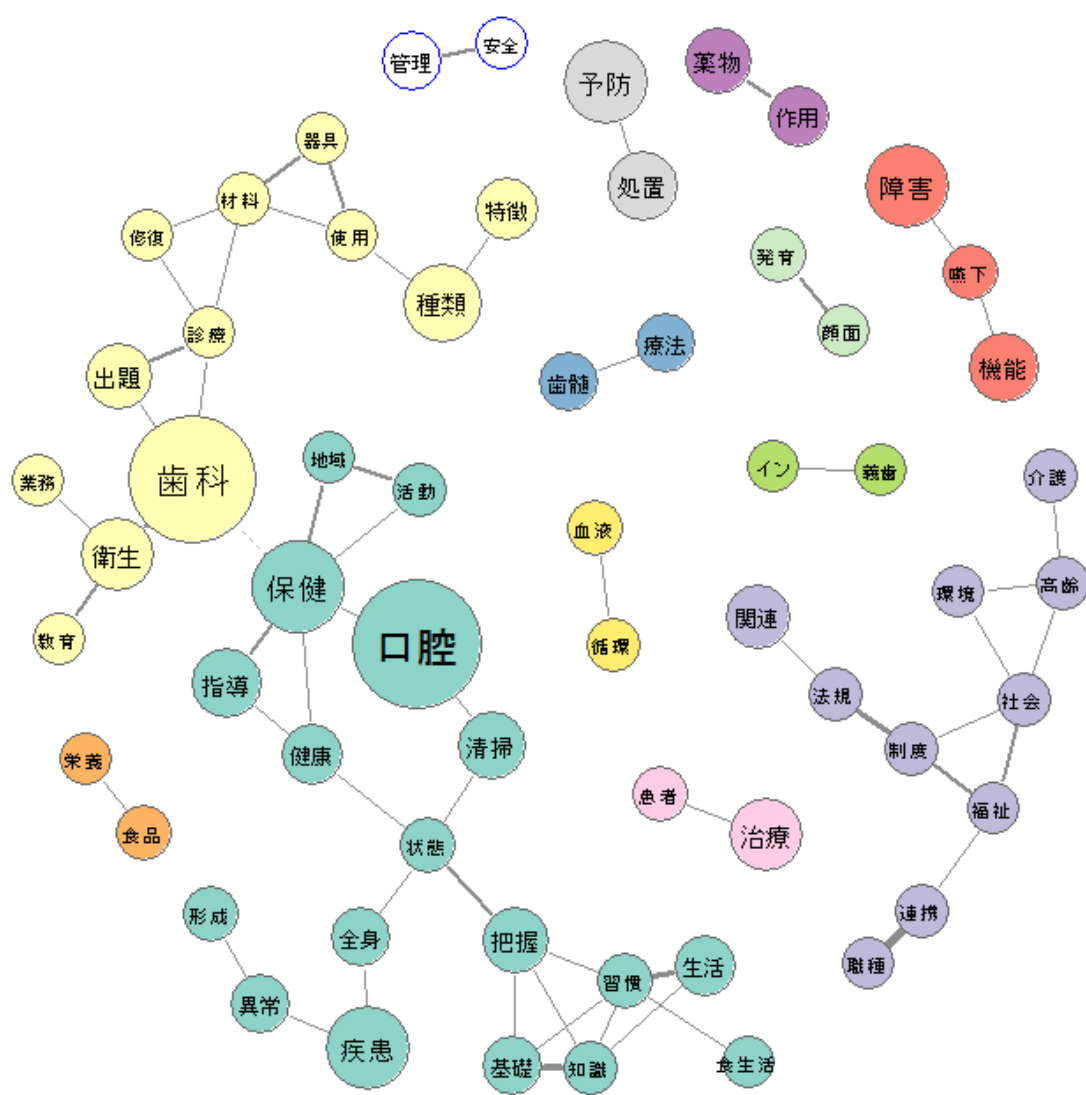 管理
安全
予防
処置
薬物
作用
障害
嚥下
機能
器具
材料
修復
使用
特徴
種類
診療
出題
歯科
業務
衛生
教育
発育
顔面
療法
歯髄
地域
活動
保健
口腔
指導
健康
清掃
イン
義歯
血液
循環
介護
高齢
環境
社会
関連
法規
制度
福祉
連携
職種
患者
治療
栄養
食品
状態
全身
形成
異常
疾患
把握
習慣
生活
基礎
知識
食生活